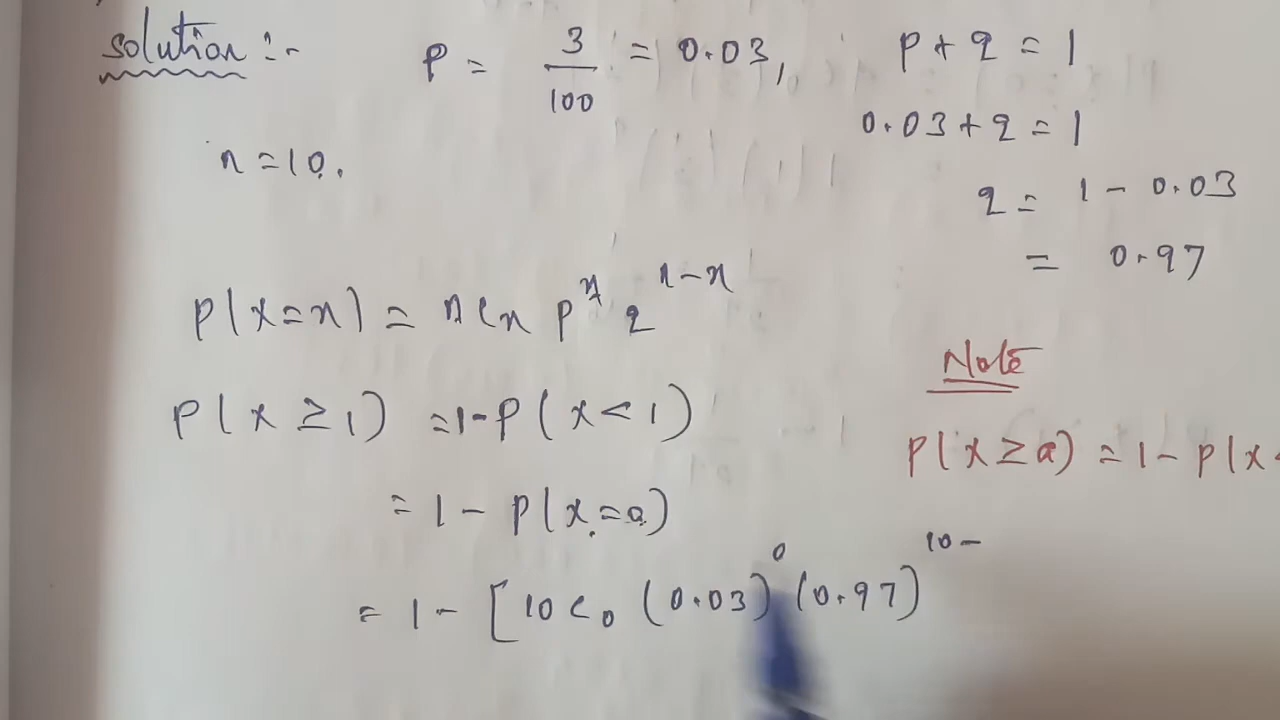 solution :-
P = 3/100 = 0.03,
p + q = 1
0.03 + q = 1
n = 10.
q = 1 - 0.03
= 0.97
P(X=x) = nCx p^x q^n-x
Note
P(X ≥ 1) = 1 - P(X < 1)
P(X ≥ a) = 1 - P(X <
= 1 - P(X = 0)
= 1 - [10C0 (0.03)^0 (0.97)^10 -